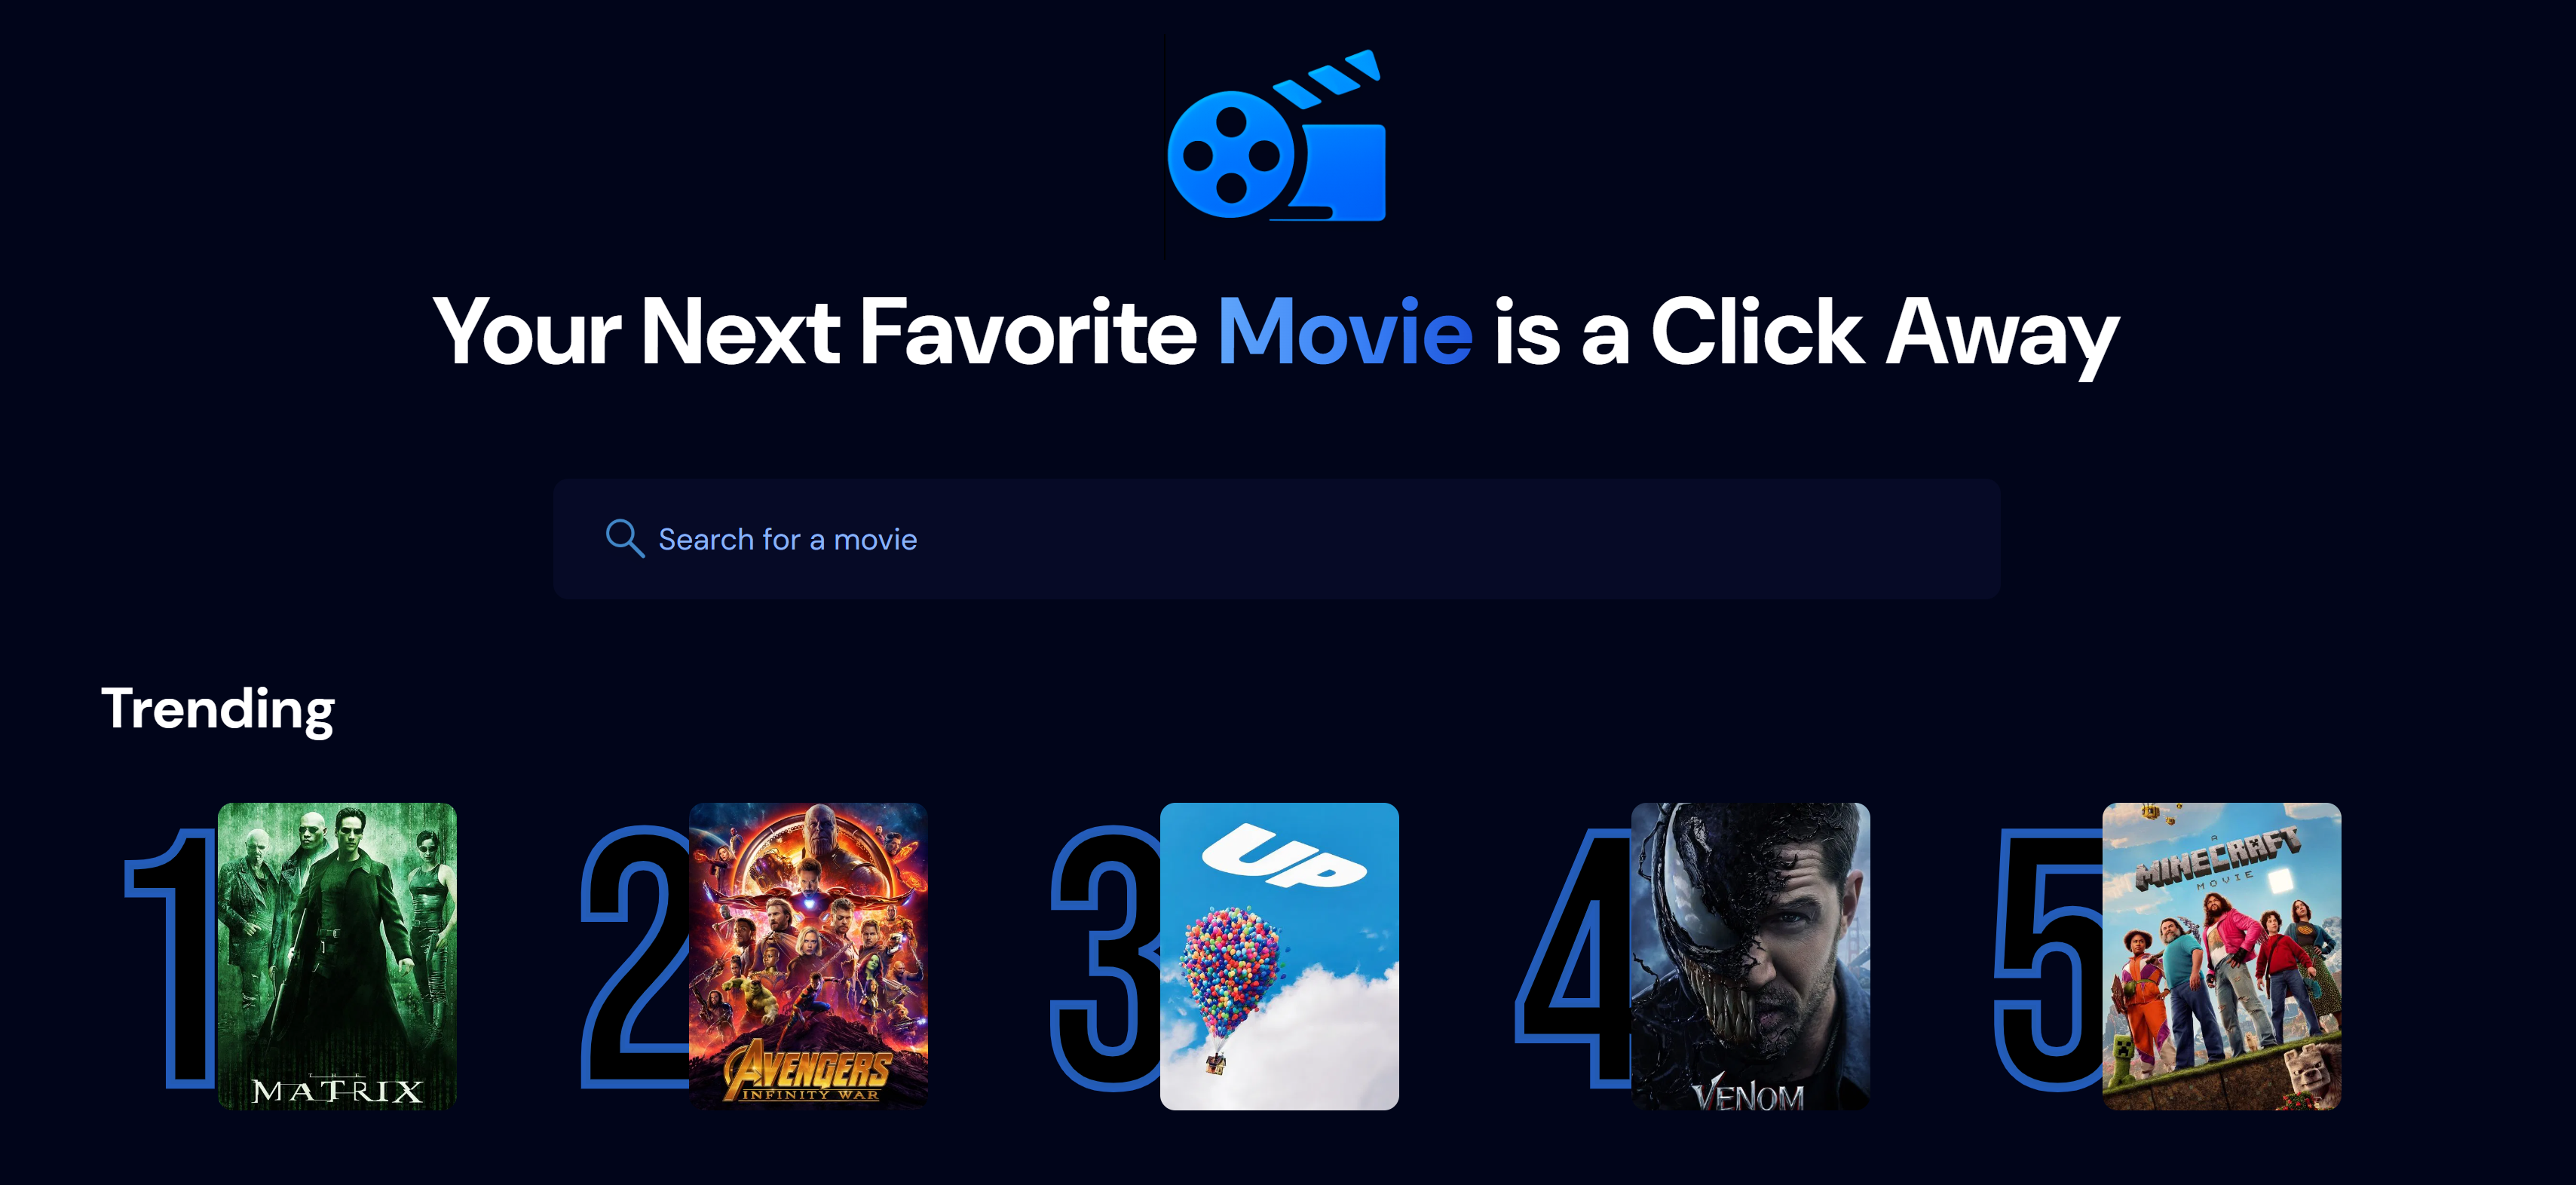 Your Next Favorite Movie is a Click Away
Search for a movie
Trending
1
THE
MATRIX
2
AVENGERS
INFINITY WAR
3
UP
4
VENOM
5
A
MINECRAFT
MOVIE